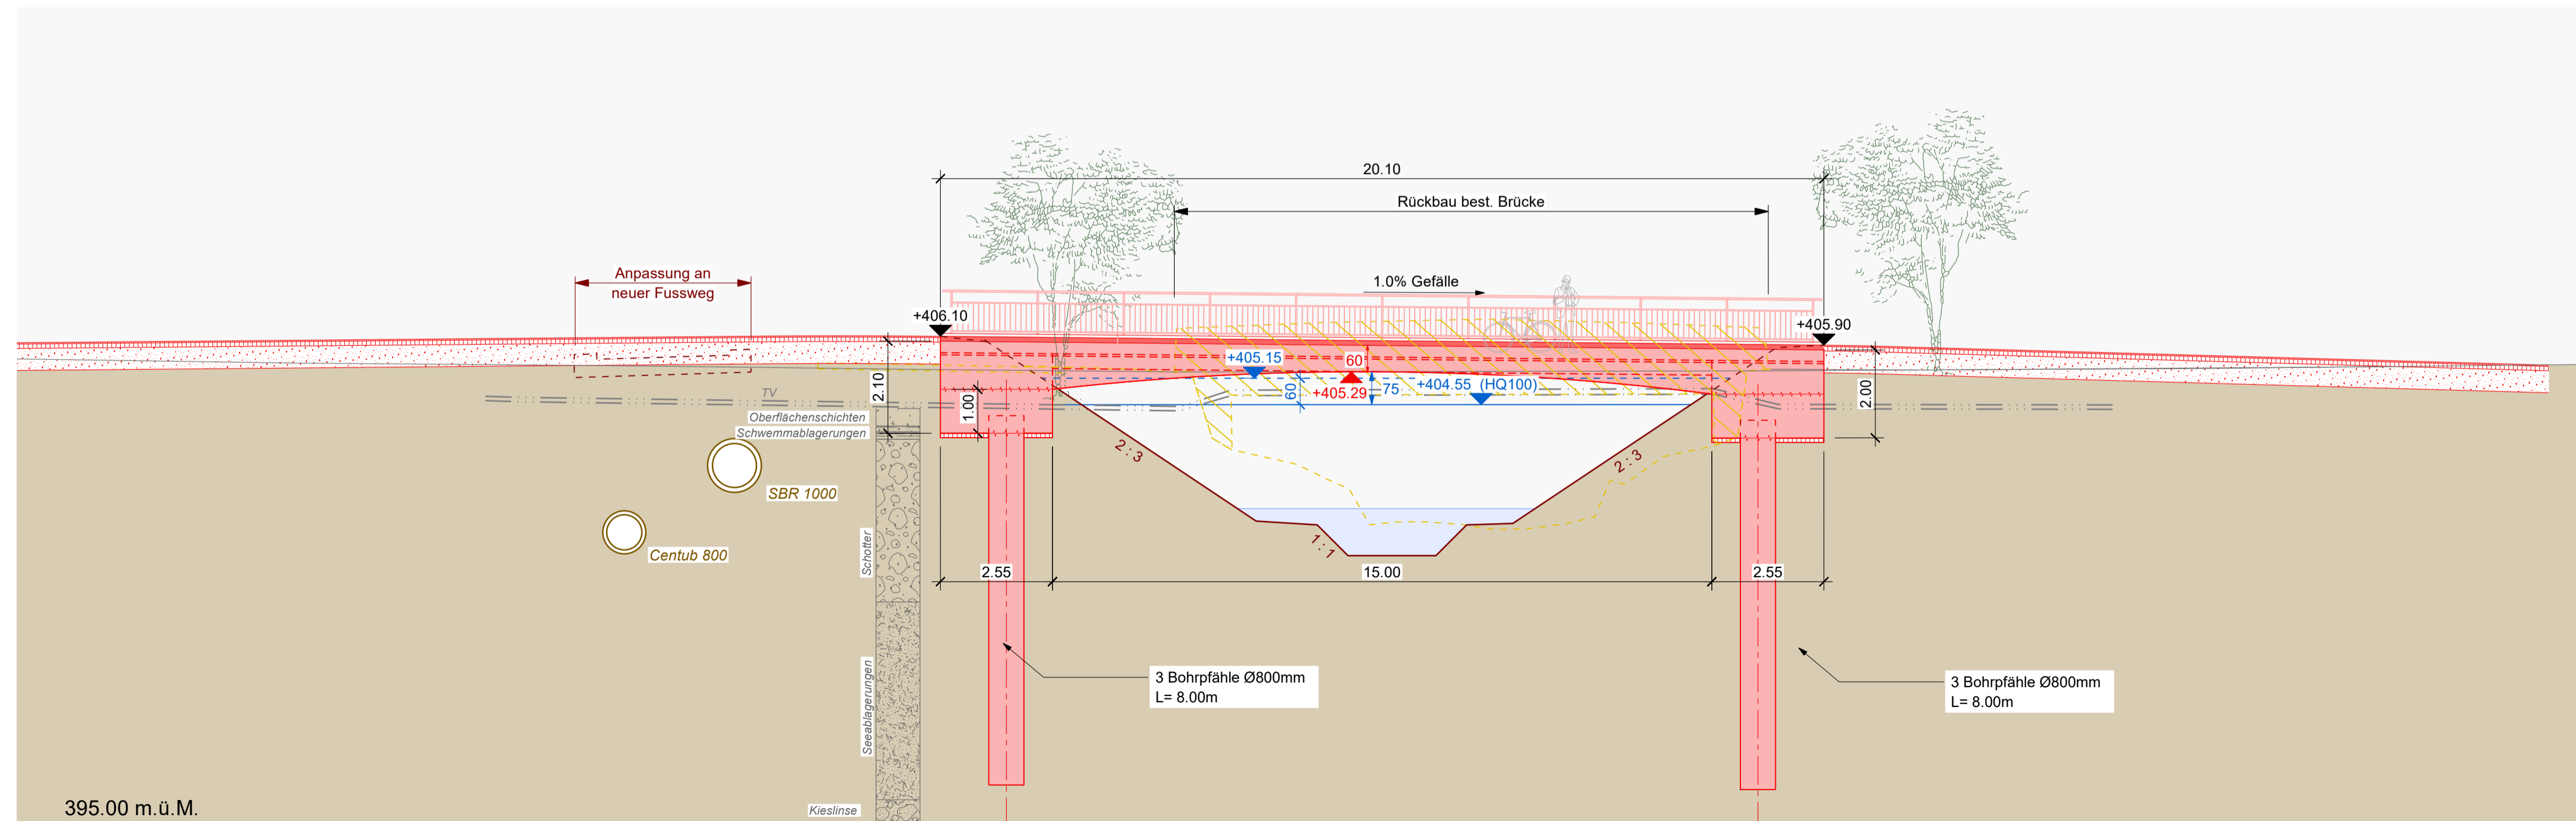 20.10
Rückbau best. Brücke
Anpassung an
neuer Fussweg
1.0% Gefälle
+406.10
+405.90
+405.15
60
+404.55 (HQ100)
+405.29
75
60
2.10
1.00
2.00
TV
Oberflächenschichten
Schwemmablagerungen
2 : 3
2 : 3
SBR 1000
Centub 800
Schotter
1 : 1
2.55
15.00
2.55
Seeablagerungen
3 Bohrpfähle Ø800mm
L= 8.00m
3 Bohrpfähle Ø800mm
L= 8.00m
395.00 m.ü.M.
Kieslinse